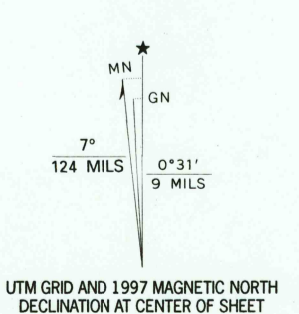 MN
GN
7°
124 MILS
0°31′
9 MILS
UTM GRID AND 1997 MAGNETIC NORTH
DECLINATION AT CENTER OF SHEET